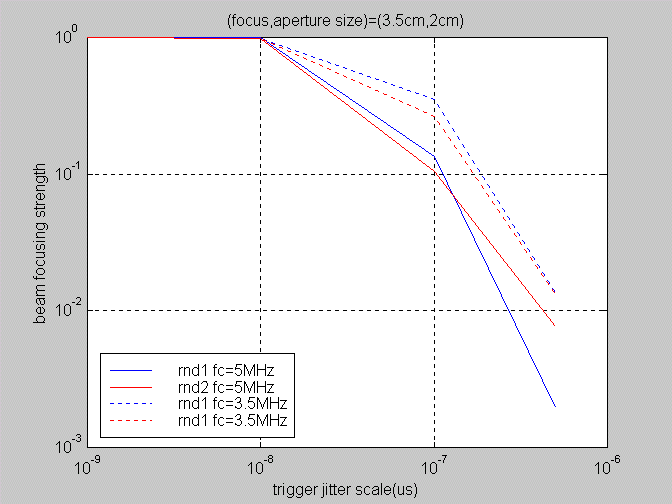 (focus,aperture size)=(3.5cm,2cm)
10^0
10^-1
10^-2
10^-3
beam focusing strength
rnd1 fc=5MHz
rnd2 fc=5MHz
rnd1 fc=3.5MHz
rnd1 fc=3.5MHz
10^-9
10^-8
10^-7
10^-6
trigger jitter scale(us)